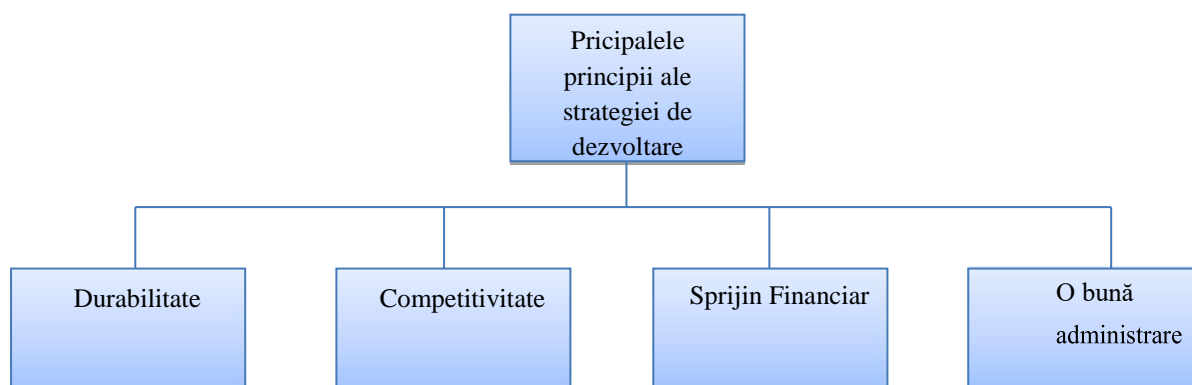 Pricipalele
principii ale
strategiei de
dezvoltare
Durabilitate
Competitivitate
Sprijin Financiar
O bună
administrare